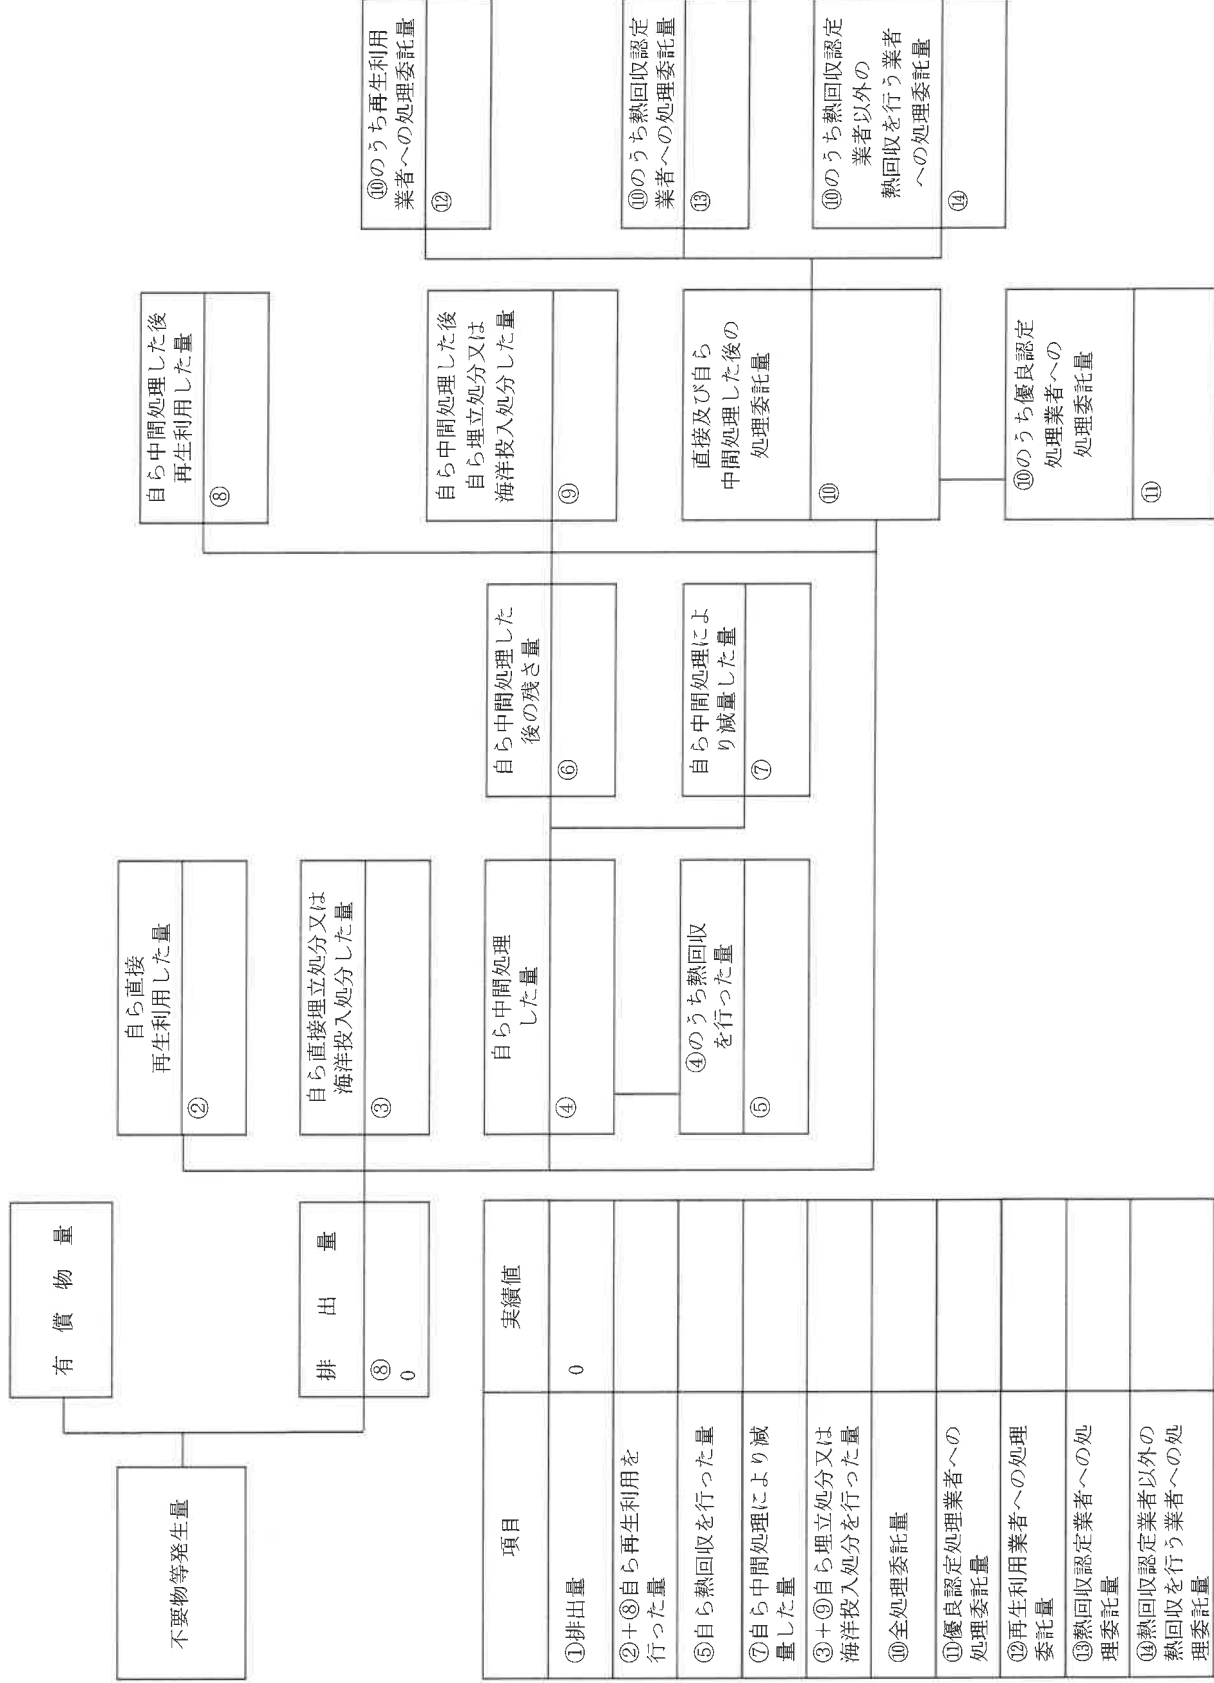 不要物等発生量
有償物量
排出量
⑧
0
自ら直接
再生利用した量
②
自ら直接埋立処分又は
海洋投入処分した量
③
自ら中間処理
した量
④
④のうち熱回収
を行った量
⑤
自ら中間処理した
後の残さ量
⑥
自ら中間処理によ
り減量した量
⑦
自ら中間処理した後
再生利用した量
⑧
自ら中間処理した後
自ら埋立処分又は
海洋投入処分した量
⑨
直接及び自ら
中間処理した後の
処理委託量
⑩
⑩のうち優良認定
処理業者への
処理委託量
⑪
⑩のうち再生利用
業者への処理委託量
⑫
⑩のうち熱回収認定
業者への処理委託量
⑬
⑩のうち熱回収認定
業者以外の
熱回収を行う業者
への処理委託量
⑭
項目 実績値
①排出量 0
②+⑧自ら再生利用を
行った量
⑤自ら熱回収を行った量
⑦自ら中間処理により減
量した量
③+⑨自ら埋立処分又は
海洋投入処分を行った量
⑩全処理委託量
⑪優良認定処理業者への
処理委託量
⑫再生利用業者への処理
委託量
⑬熱回収認定業者への処
理委託量
⑭熱回収認定業者以外の
熱回収を行う業者への処
理委託量